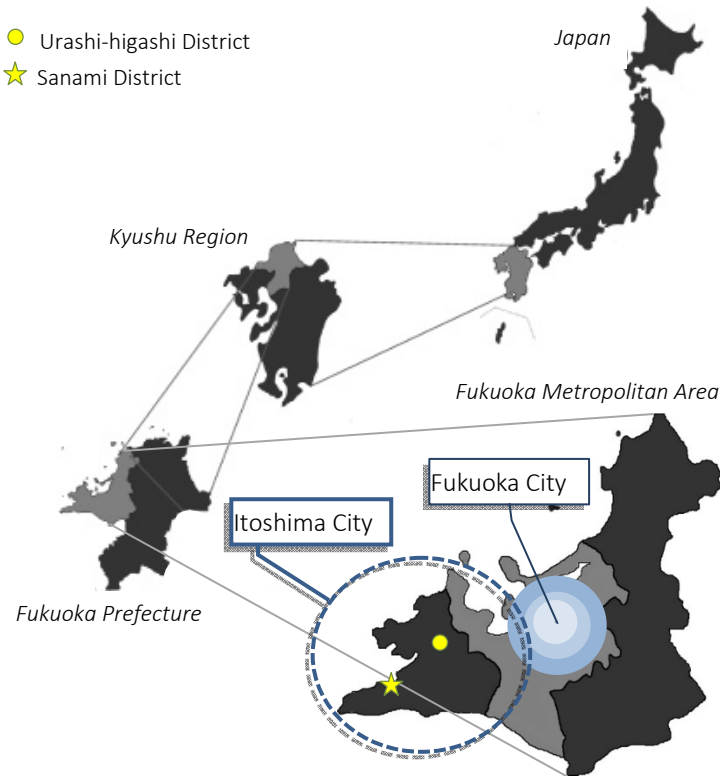 Urashi-higashi District
Japan
Sanami District
Kyushu Region
Fukuoka Metropolitan Area
Fukuoka City
Itoshima City
Fukuoka Prefecture